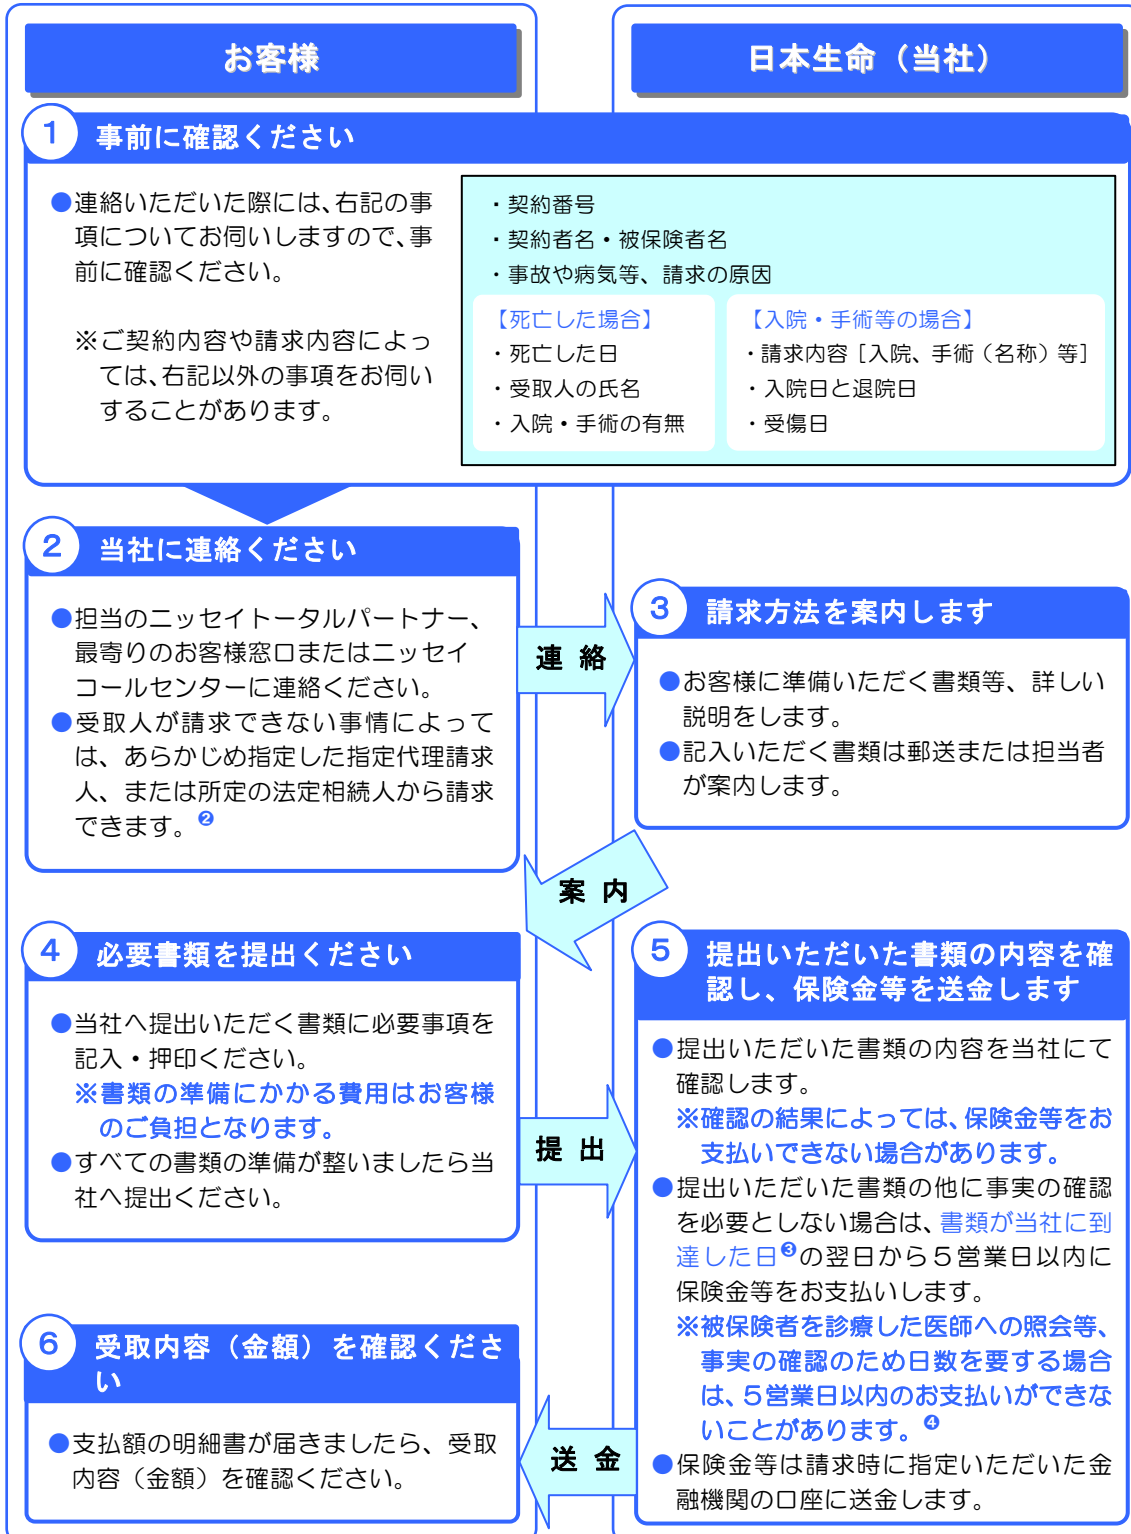 お客様
日本生命（当社）
1 事前に確認ください
●連絡いただいた際には、右記の事
項についてお伺いしますので、事
前に確認ください。
※ご契約内容や請求内容によっ
ては、右記以外の事項をお伺い
することがあります。
・契約番号
・契約者名・被保険者名
・事故や病気等、請求の原因
【死亡した場合】
・死亡した日
・受取人の氏名
・入院・手術の有無
【入院・手術等の場合】
・請求内容［入院、手術（名称）等］
・入院日と退院日
・受傷日
2 当社に連絡ください
●担当のニッセイトータルパートナー、
最寄りのお客様窓口またはニッセイ
コールセンターに連絡ください。
●受取人が請求できない事情によって
は、あらかじめ指定した指定代理請求
人、または所定の法定相続人から請求
できます。❷
連 絡
3 請求方法を案内します
●お客様に準備いただく書類等、詳しい
説明をします。
●記入いただく書類は郵送または担当者
が案内します。
案 内
4 必要書類を提出ください
●当社へ提出いただく書類に必要事項を
記入・押印ください。
※書類の準備にかかる費用はお客様
のご負担となります。
●すべての書類の準備が整いましたら当
社へ提出ください。
提 出
5 提出いただいた書類の内容を確
認し、保険金等を送金します
●提出いただいた書類の内容を当社にて
確認します。
※確認の結果によっては、保険金等をお
支払いできない場合があります。
●提出いただいた書類の他に事実の確認
を必要としない場合は、書類が当社に到
達した日❸の翌日から５営業日以内に
保険金等をお支払いします。
※被保険者を診療した医師への照会等、
事実の確認のため日数を要する場合
は、５営業日以内のお支払いができな
いことがあります。❹
●保険金等は請求時に指定いただいた金
融機関の口座に送金します。
送 金
6 受取内容（金額）を確認くださ
い
●支払額の明細書が届きましたら、受取
内容（金額）を確認ください。